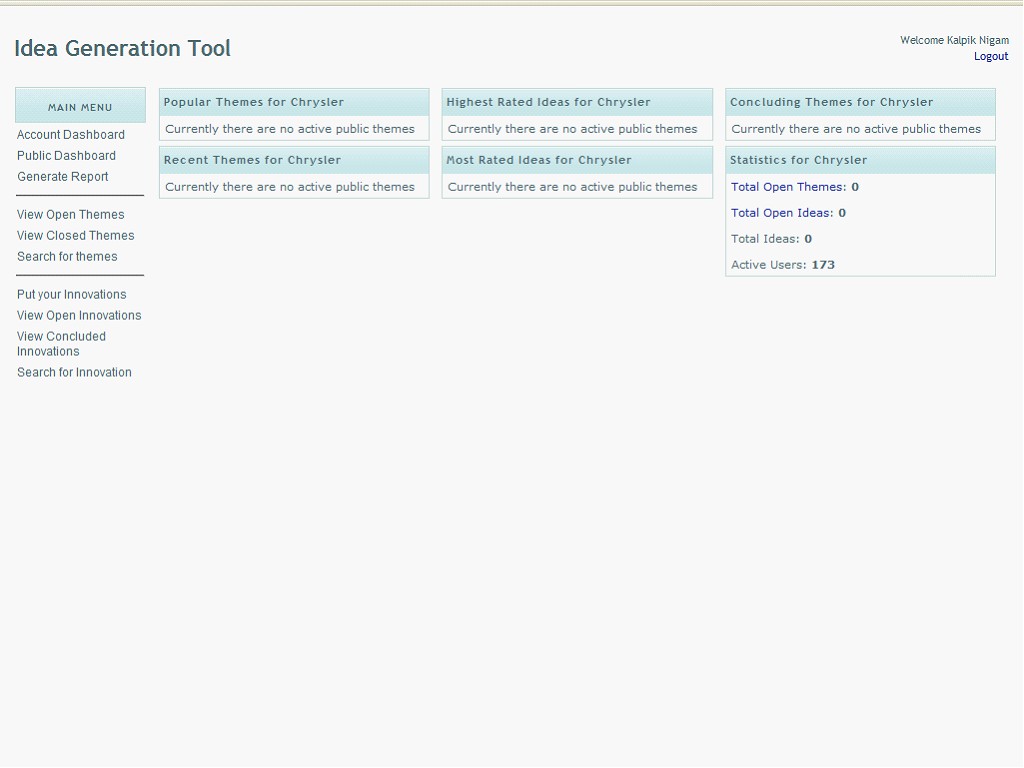 Idea Generation Tool
Welcome Kalpik Nigam
Logout
MAIN MENU
Account Dashboard
Public Dashboard
Generate Report
View Open Themes
View Closed Themes
Search for themes
Put your Innovations
View Open Innovations
View Concluded
Innovations
Search for Innovation
Popular Themes for Chrysler
Currently there are no active public themes
Highest Rated Ideas for Chrysler
Currently there are no active public themes
Concluding Themes for Chrysler
Currently there are no active public themes
Recent Themes for Chrysler
Currently there are no active public themes
Most Rated Ideas for Chrysler
Currently there are no active public themes
Statistics for Chrysler
Total Open Themes: 0
Total Open Ideas: 0
Total Ideas: 0
Active Users: 173